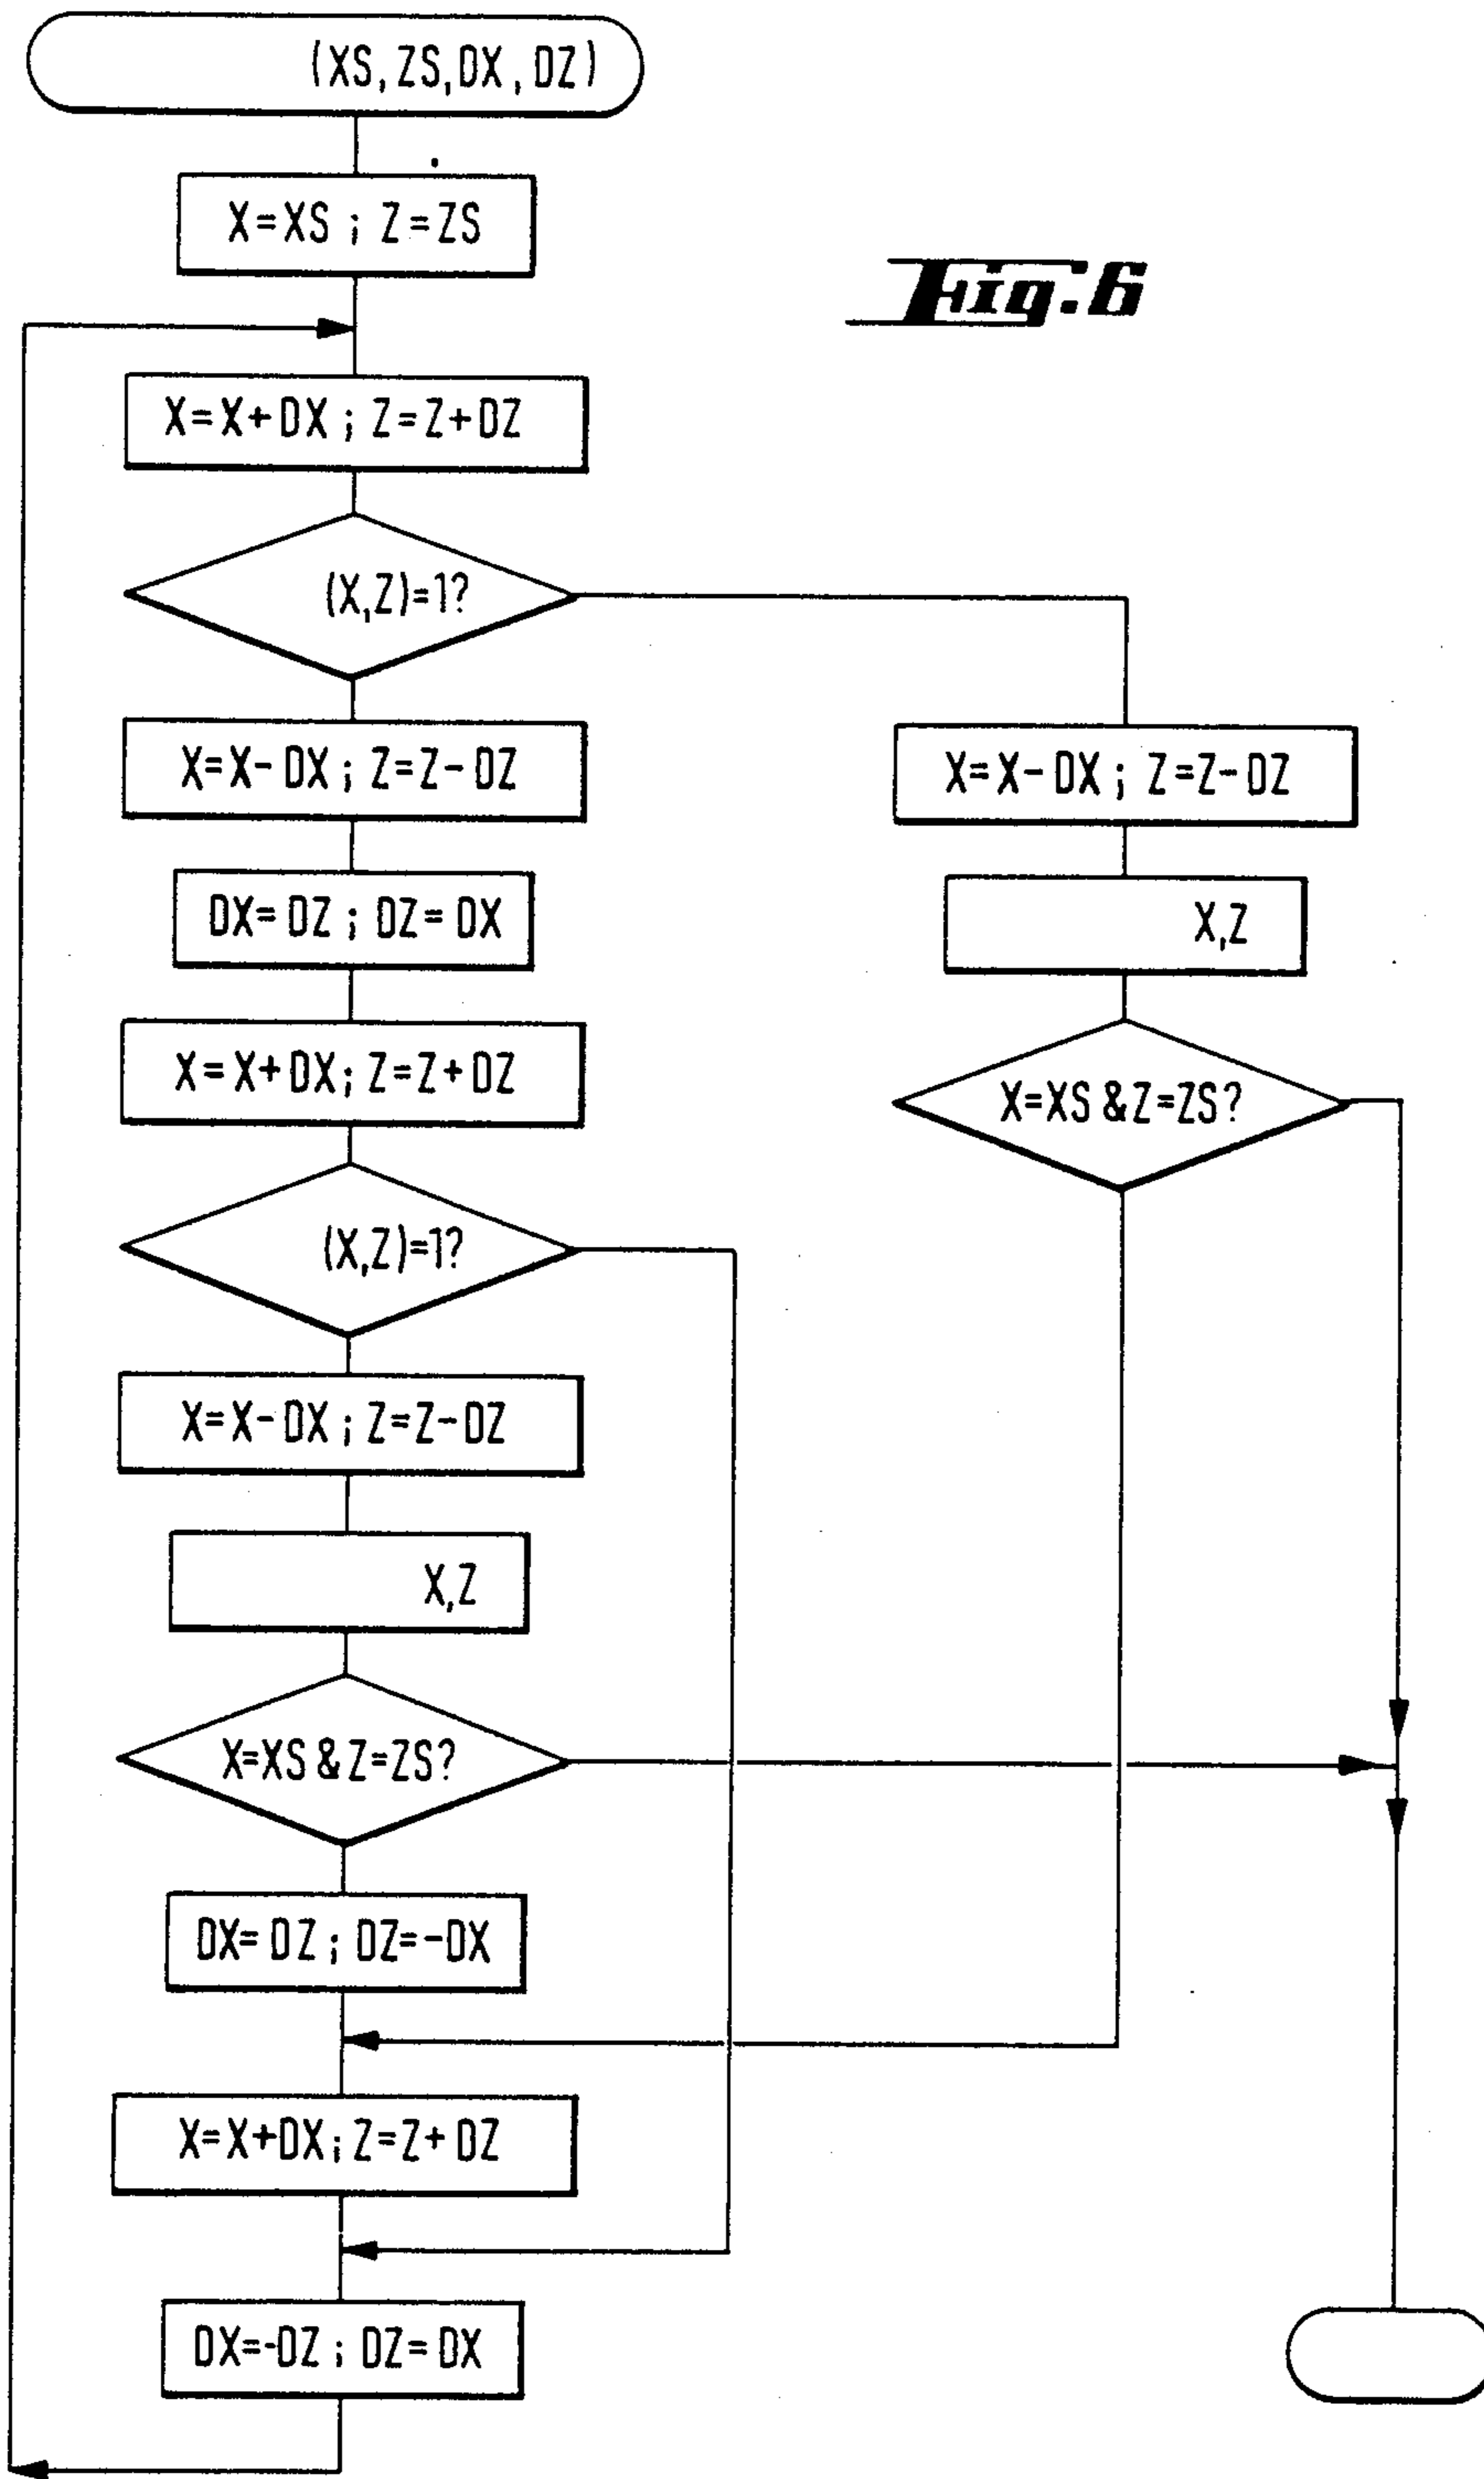 (XS, ZS, DX, DZ)
X=XS ; Z=ZS
Fig.6
X=X+DX ; Z=Z+DZ
(X,Z)=1?
X=X-DX ; Z=Z-DZ
X=X-DX ; Z=Z-DZ
DX=DZ ; DZ=DX
X,Z
X=X+DX ; Z=Z+DZ
X=XS & Z=ZS?
(X,Z)=1?
X=X-DX ; Z=Z-DZ
X,Z
X=XS & Z=ZS?
DX=DZ ; DZ=-DX
X=X+DX ; Z=Z+DZ
DX=-DZ ; DZ=DX